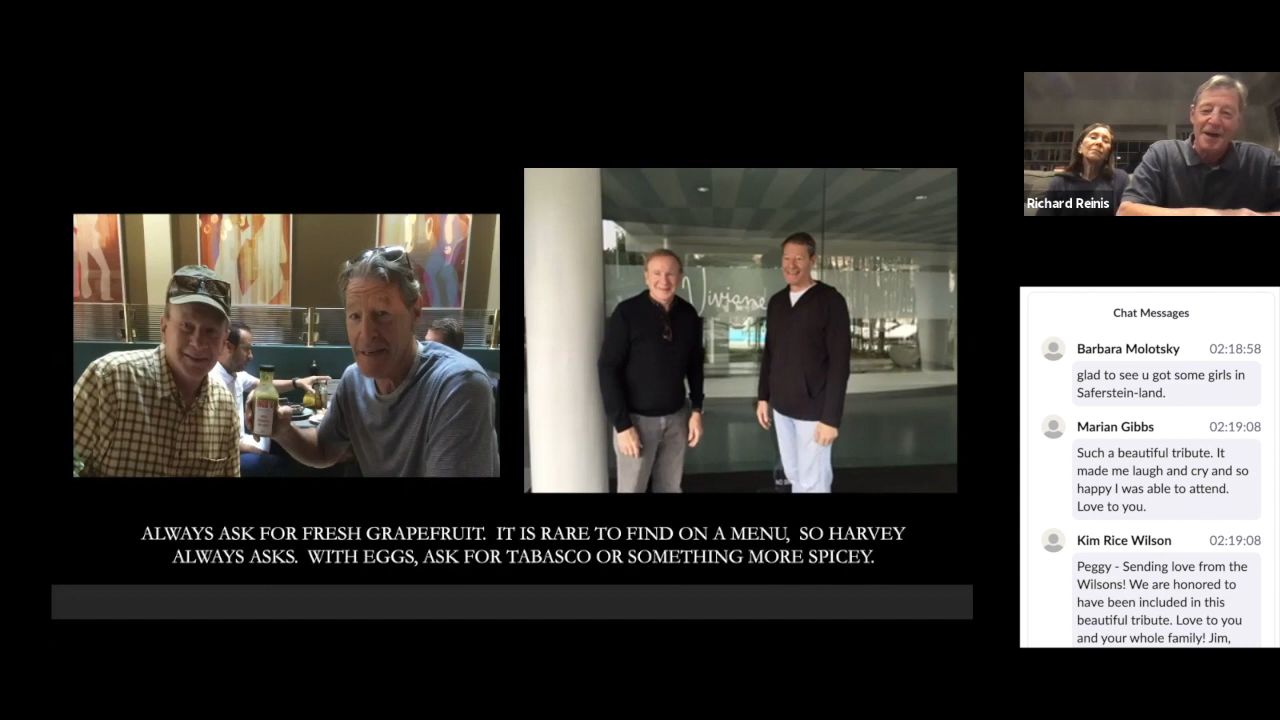 Viviane
ALWAYS ASK FOR FRESH GRAPEFRUIT. IT IS RARE TO FIND ON A MENU, SO HARVEY
ALWAYS ASKS. WITH EGGS, ASK FOR TABASCO OR SOMETHING MORE SPICEY.
Richard Reinis
Chat Messages
Barbara Molotsky 02:18:58
glad to see u got some girls in
Saferstein-land.
Marian Gibbs 02:19:08
Such a beautiful tribute. It
made me laugh and cry and so
happy I was able to attend.
Love to you.
Kim Rice Wilson 02:19:08
Peggy - Sending love from the
Wilsons! We are honored to
have been included in this
beautiful tribute. Love to you
and your whole family! Jim,